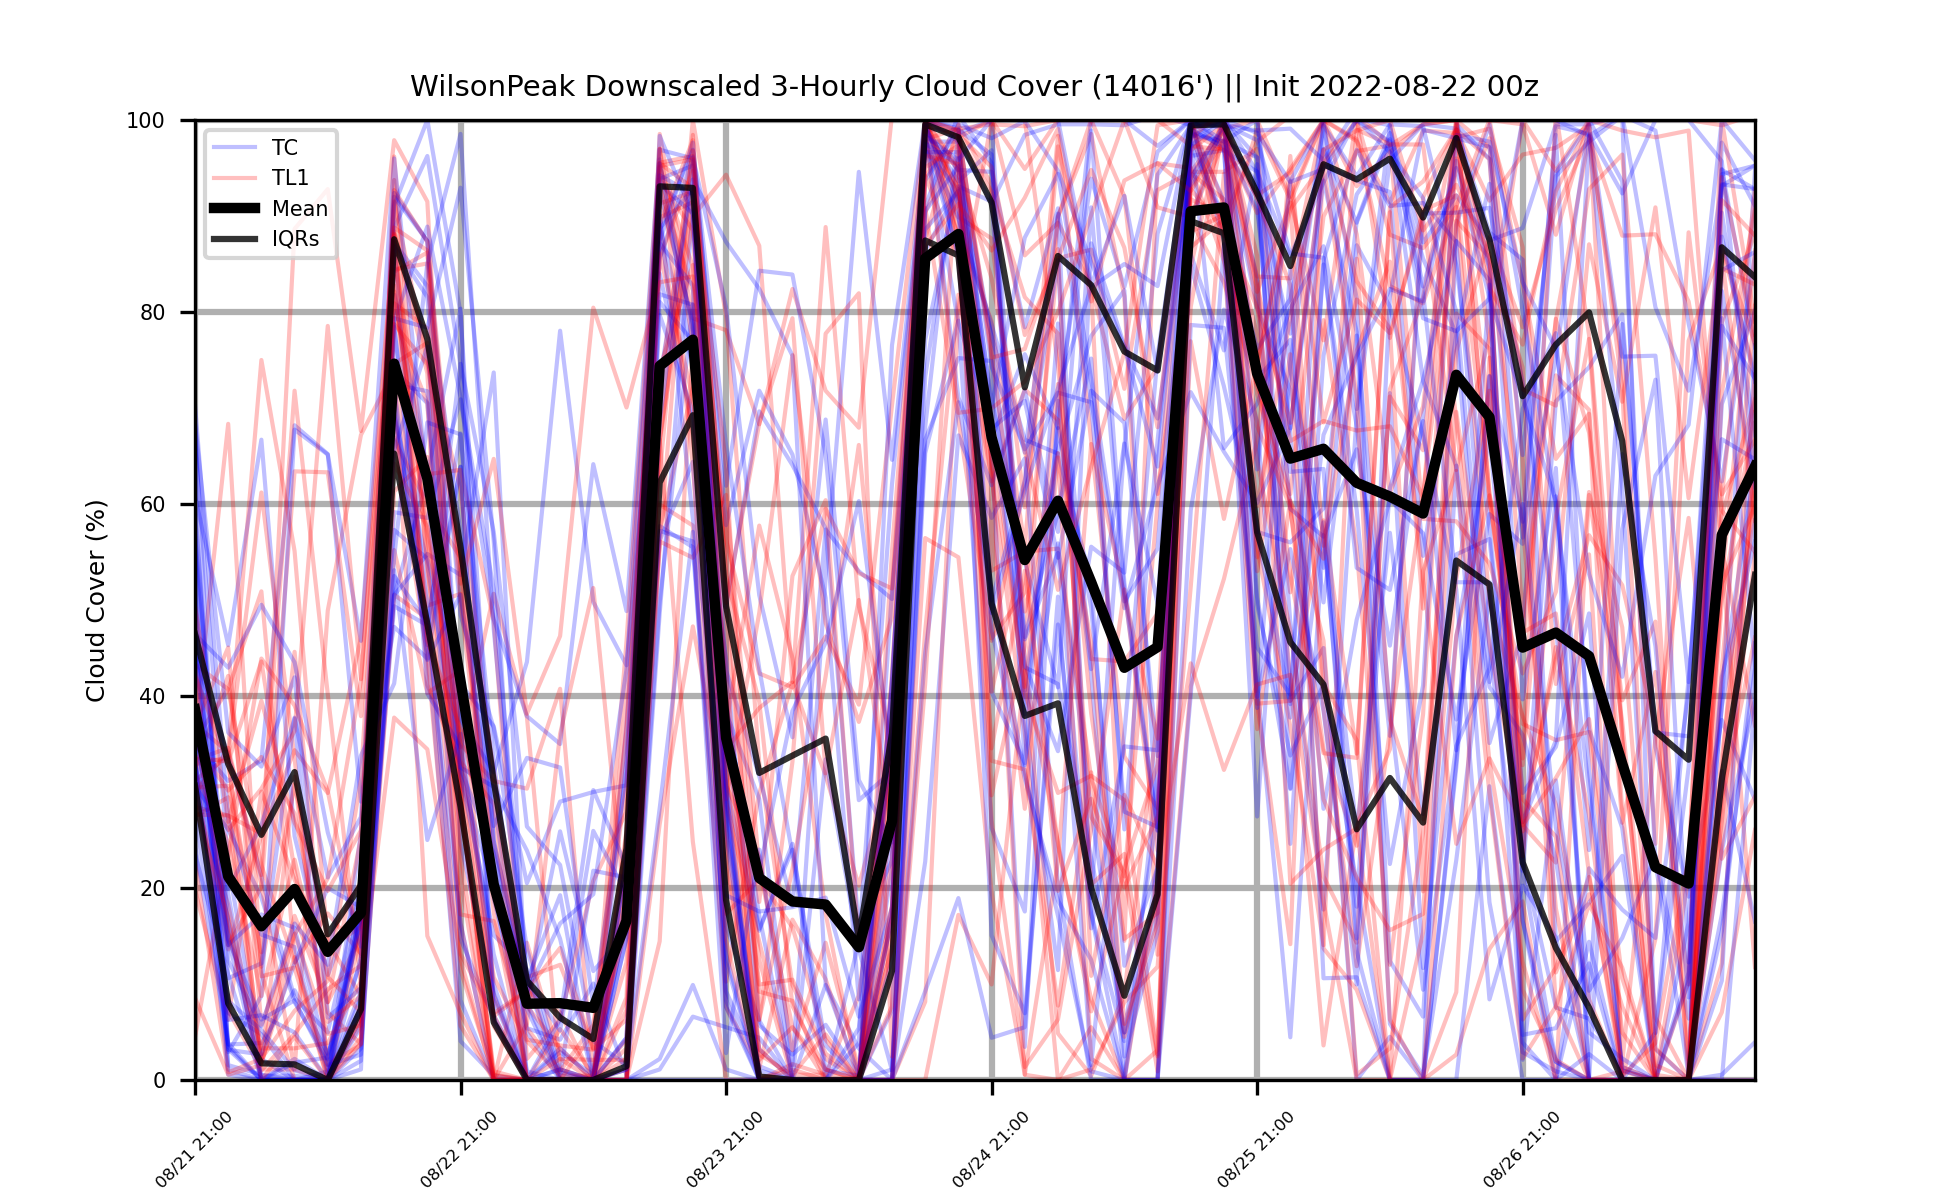 WilsonPeak Downscaled 3-Hourly Cloud Cover (14016') || Init 2022-08-22 00z
TC
TL1
Mean
IQRs
Cloud Cover (%)
100
80
60
40
20
0
08/21 21:00
08/22 21:00
08/23 21:00
08/24 21:00
08/25 21:00
08/26 21:00